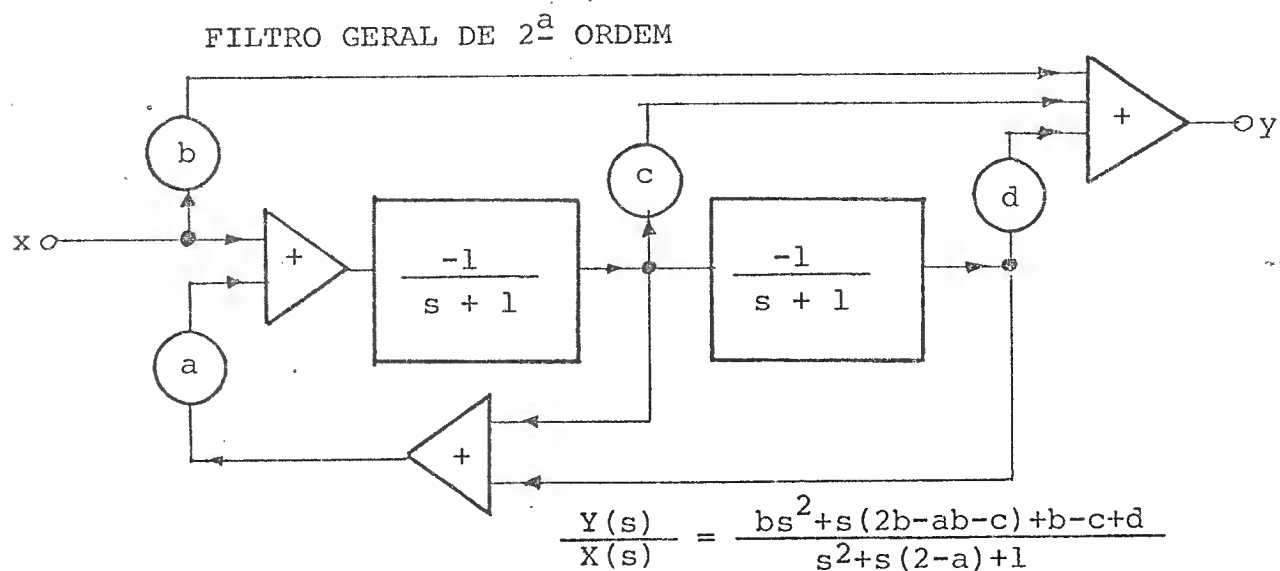 FILTRO GERAL DE 2ª ORDEM
b
c
d
+
y
x
+
-1
s + 1
-1
s + 1
a
+
Y(s)
X(s)
=
bs²+s(2b-ab-c)+b-c+d
s²+s(2-a)+1